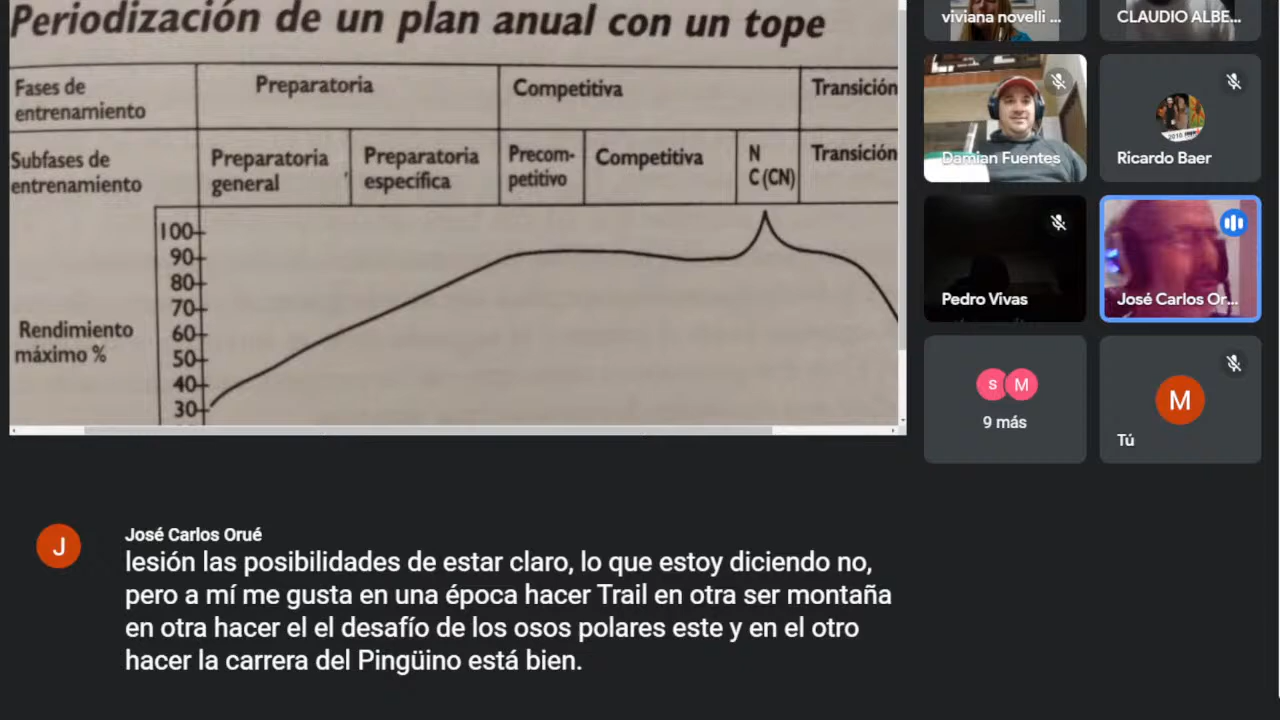 Periodización de un plan anual con un tope
Fases de
entrenamiento
Preparatoria
Competitiva
Transición
Subfases de
entrenamiento
Preparatoria
general
Preparatoria
específica
Precom-
petitivo
Competitiva
N
C (CN)
Transición
Rendimiento
máximo %
100
90
80
70
60
50
40
30
viviana novelli ...
CLAUDIO ALBE...
Damian Fuentes
Ricardo Baer
2018
Pedro Vivas
José Carlos Or...
S M
9 más
M
Tú
J
José Carlos Orué
lesión las posibilidades de estar claro, lo que estoy diciendo no,
pero a mí me gusta en una época hacer Trail en otra ser montaña
en otra hacer el el desafío de los osos polares este y en el otro
hacer la carrera del Pingüino está bien.